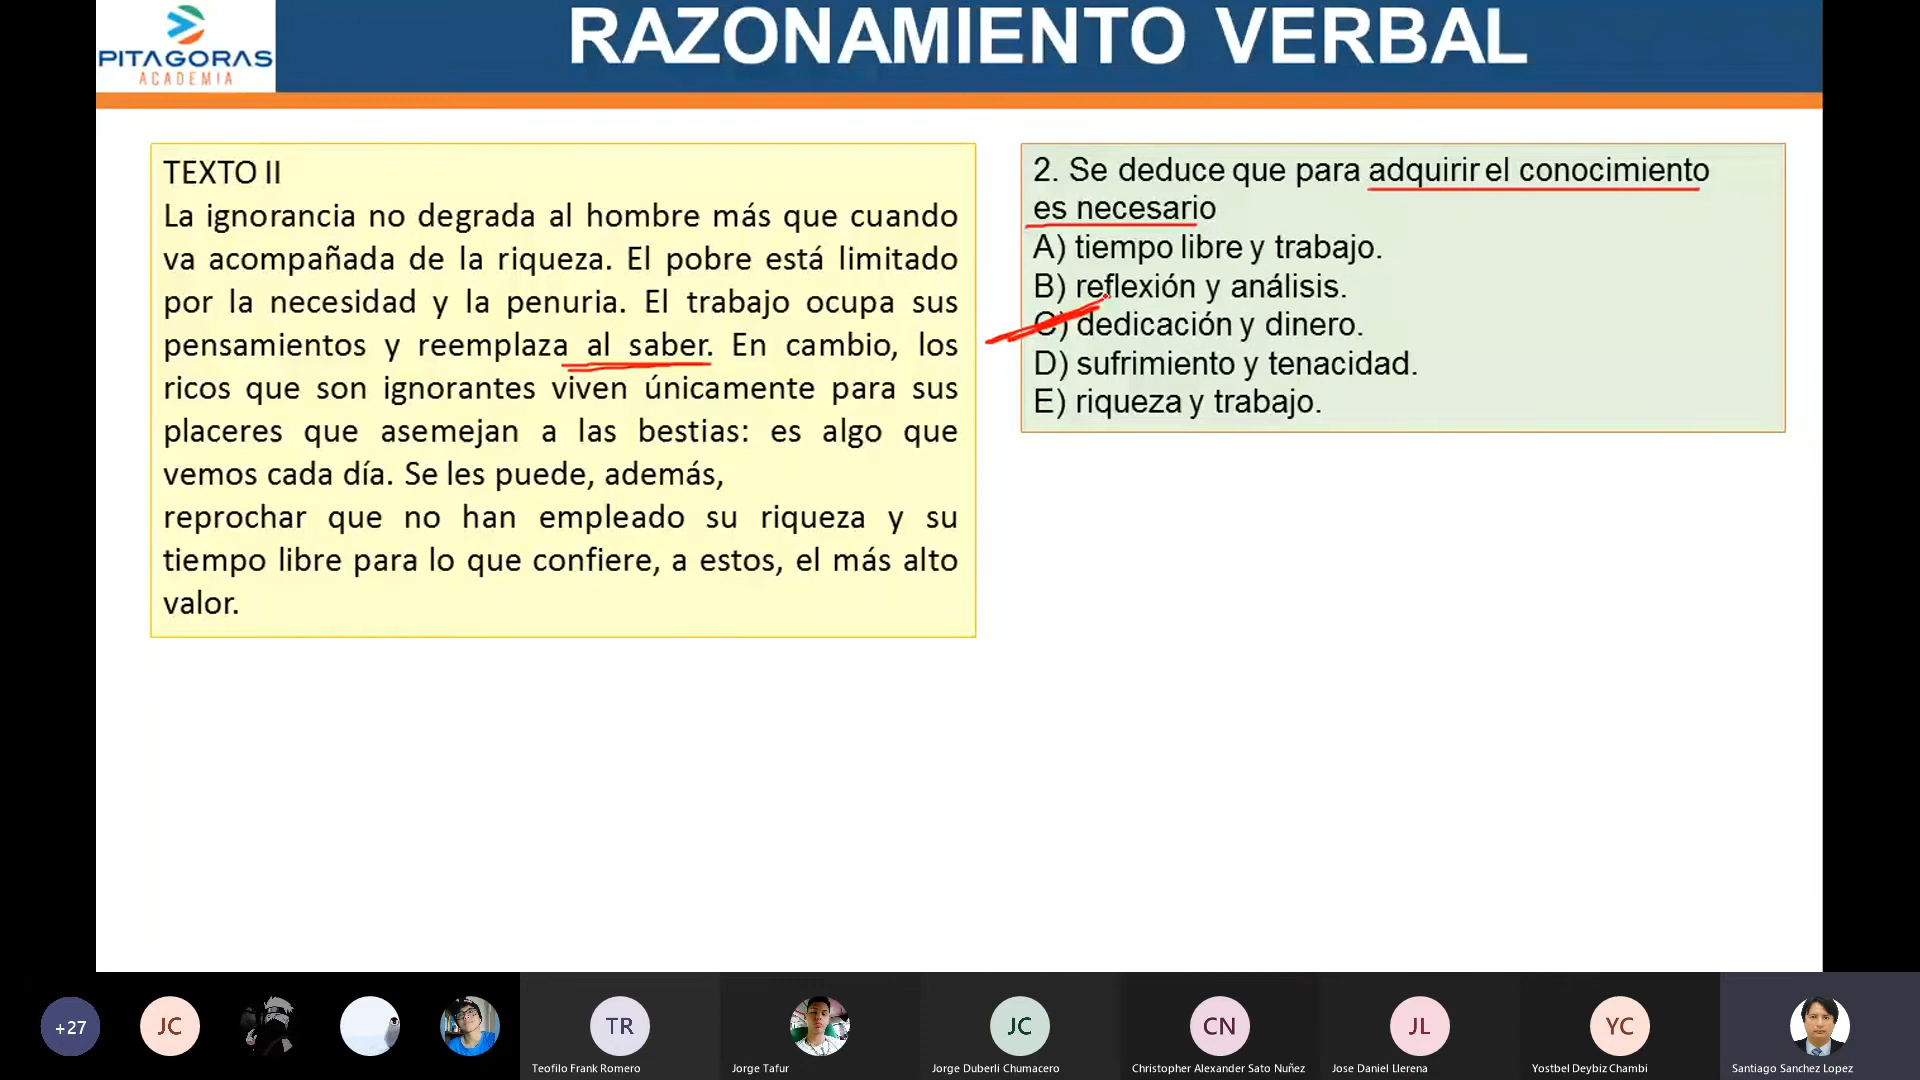 PITAGORAS
ACADEMIA
RAZONAMIENTO VERBAL
TEXTO II
La ignorancia no degrada al hombre más que cuando
va acompañada de la riqueza. El pobre está limitado
por la necesidad y la penuria. El trabajo ocupa sus
pensamientos y reemplaza al saber. En cambio, los
ricos que son ignorantes viven únicamente para sus
placeres que asemejan a las bestias: es algo que
vemos cada día. Se les puede, además,
reprochar que no han empleado su riqueza y su
tiempo libre para lo que confiere, a estos, el más alto
valor.
2. Se deduce que para adquirir el conocimiento
es necesario
A) tiempo libre y trabajo.
B) reflexión y análisis.
C) dedicación y dinero.
D) sufrimiento y tenacidad.
E) riqueza y trabajo.
+27
JC
TR
JC
CN
JL
YC
Teofilo Frank Romero
Jorge Tafur
Jorge Duberli Chumacero
Christopher Alexander Sato Nuñez
Jose Daniel Llerena
Yostbel Deybiz Chambi
Santiago Sanchez Lopez